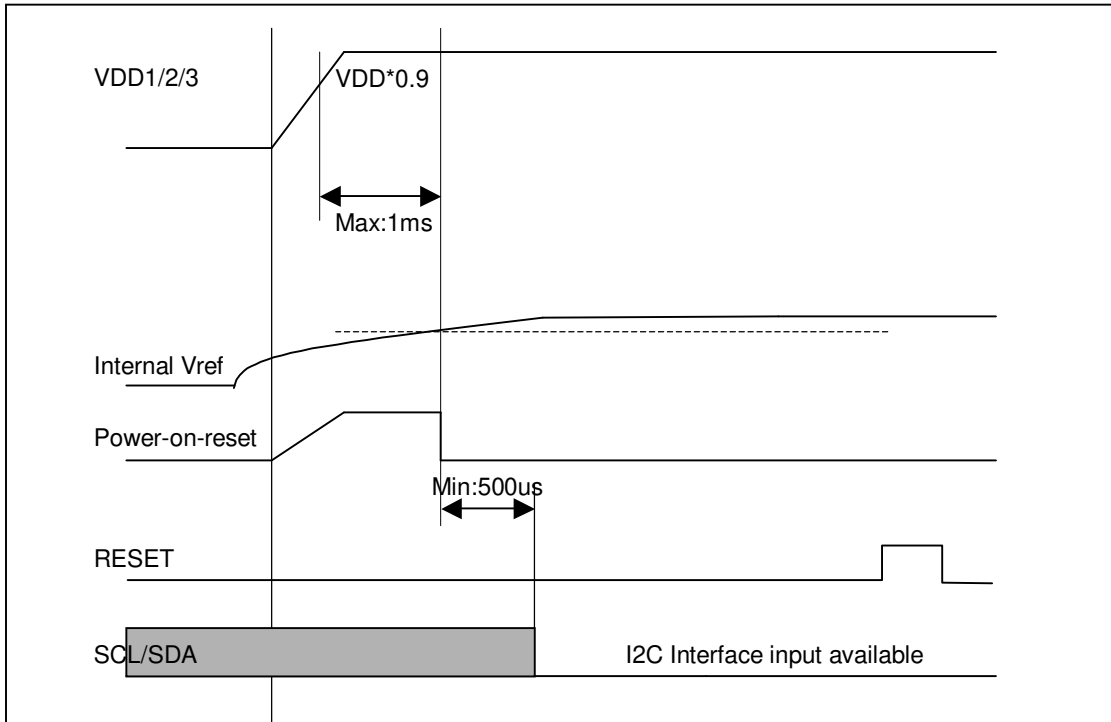 VDD1/2/3
VDD*0.9
Max:1ms
Internal Vref
Power-on-reset
Min:500us
RESET
SCL/SDA
I2C Interface input available